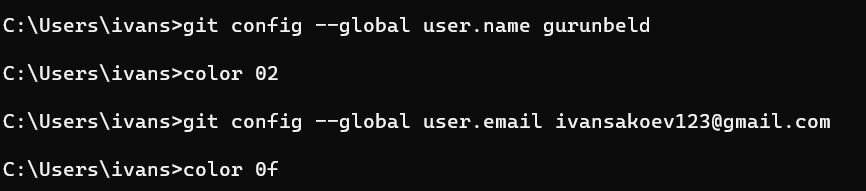 C:\Users\ivans>git config --global user.name gurunbeld
C:\Users\ivans>color 02
C:\Users\ivans>git config --global user.email ivansakoev123@gmail.com
C:\Users\ivans>color 0f